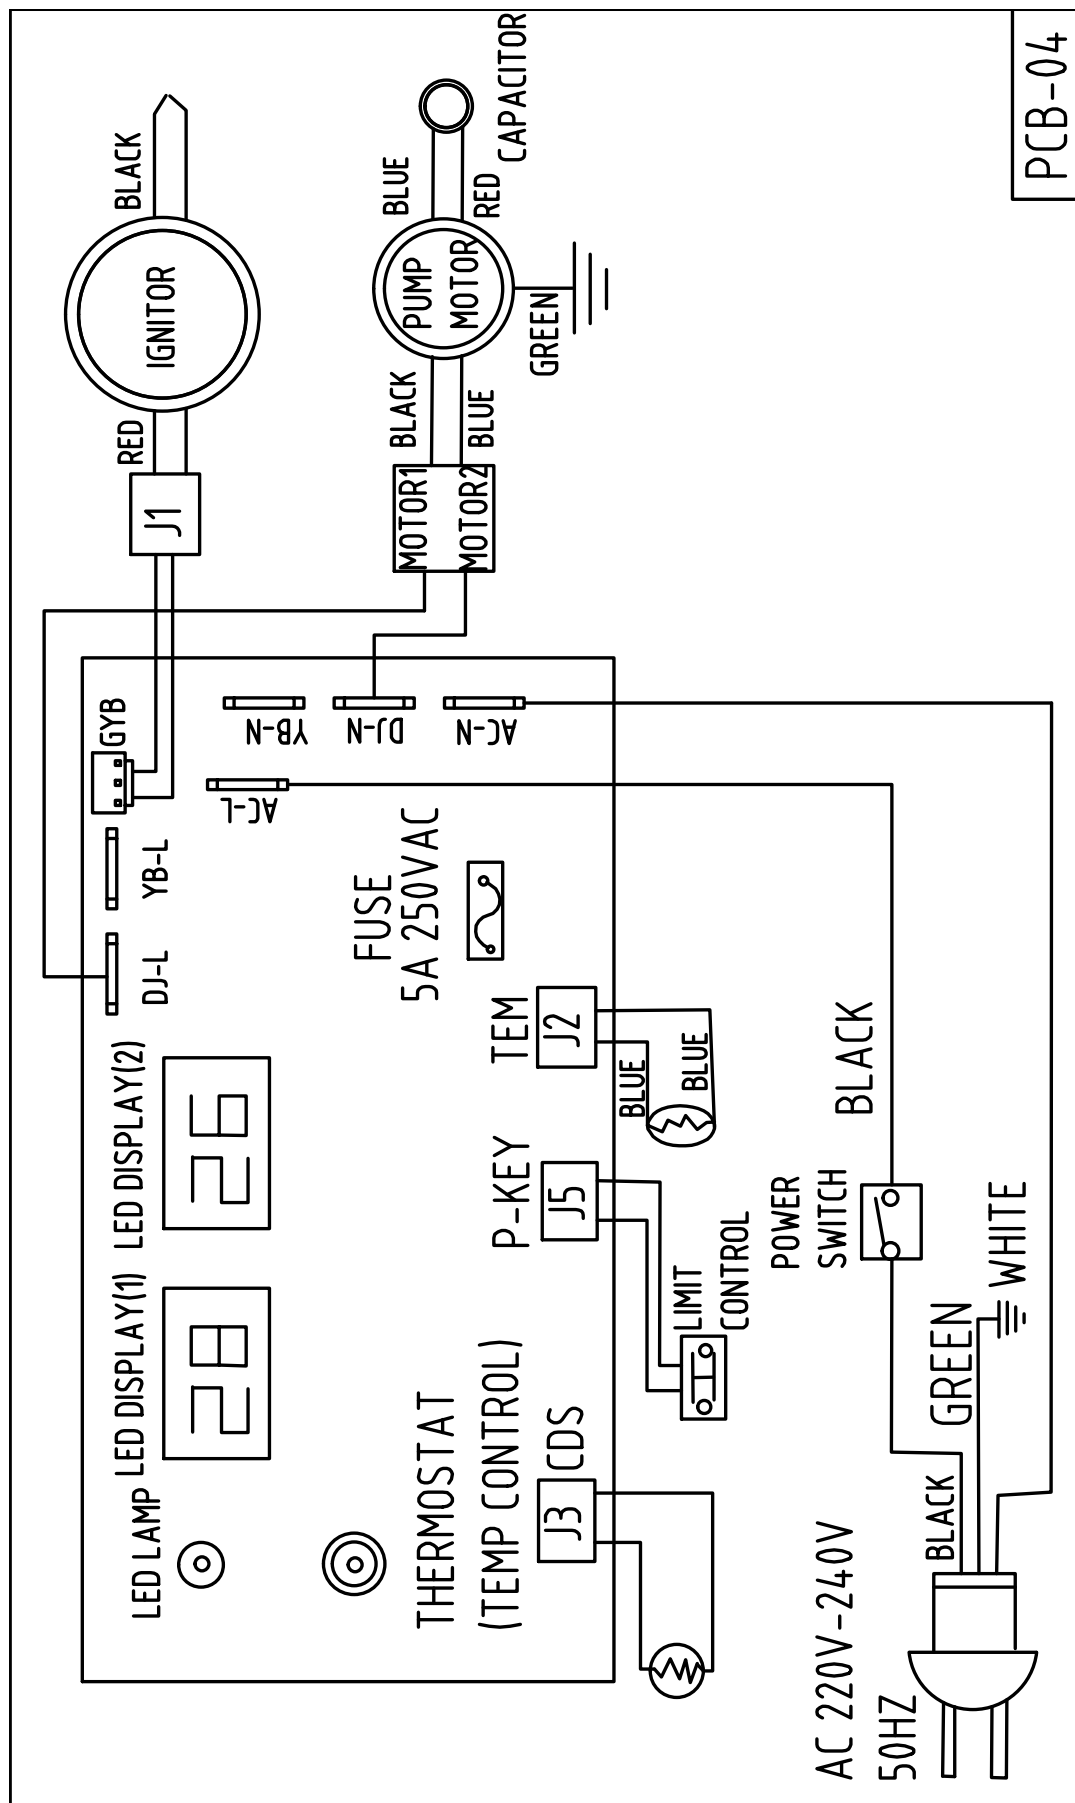 PCB-04
BLACK
IGNITOR
RED
J1
BLUE
RED
CAPACITOR
PUMP
MOTOR
GREEN
BLACK
BLUE
MOTOR1
MOTOR2
GYB
YB-N
DJ-N
AC-N
AC-L
YB-L
DJ-L
FUSE
5A 250VAC
LED DISPLAY(2)
26
LED DISPLAY(1)
28
LED LAMP
THERMOSTAT
(TEMP CONTROL)
TEM
J2
BLUE
BLUE
P-KEY
J5
LIMIT
CONTROL
CDS
J3
BLACK
POWER
SWITCH
WHITE
GREEN
BLACK
AC 220V-240V
50HZ